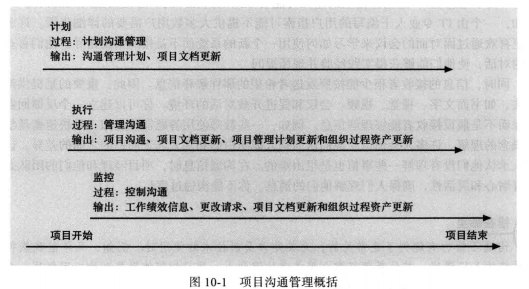 计划
过程：计划沟通管理
输出：沟通管理计划、项目文档更新
执行
过程：管理沟通
输出：项目沟通、项目文档更新、项目管理计划更新和组织过程资产更新
监控
过程：控制沟通
输出：工作绩效信息、更改请求、项目文档更新和组织过程资产更新
项目开始
项目结束
图 10-1 项目沟通管理概括